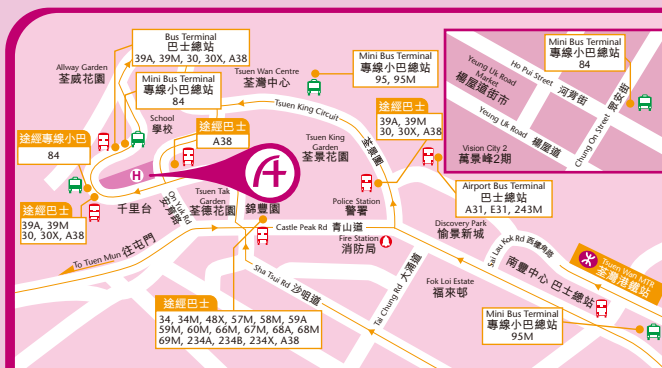 Bus Terminal
巴士總站
39A, 39M, 30, 30X, A38
Allway Garden
荃威花園
Mini Bus Terminal
專線小巴總站
84
School
學校
途經專線小巴
84
途經巴士
A38
Tsuen Wan Centre
荃灣中心
Mini Bus Terminal
專線小巴總站
95, 95M
Tsuen King Circuit
荃景圍
途經巴士
39A, 39M
30, 30X, A38
Tsuen King
Garden
荃景花園
H
千里台
途經巴士
39A, 39M
30, 30X, A38
On Yuk Rd
安育路
Tsuen Tak
Garden
荃德花園
錦豐園
Police Station
警署
Castle Peak Rd 青山道
Fire Station
消防局
To Tuen Mun 往屯門
Sha Tsui Rd 沙咀道
途經巴士
34, 34M, 48X, 57M, 58M, 59A
59M, 60M, 66M, 67M, 68A, 68M
69M, 234A, 234B, 234X, A38
Tai Chung Rd 大涌道
Fok Loi Estate
福來邨
Discovery Park
愉景新城
Airport Bus Terminal
巴士總站
A31, E31, 243M
Sai Lau Kok Rd 西樓角路
南豐中心 巴士總站
Tsuen Wan MTR
荃灣港鐵站
Mini Bus Terminal
專線小巴總站
95M
Mini Bus Terminal
專線小巴總站
84
Yeung Uk Road
Market
楊屋道街市
Ho Pui Street 河背街
Yeung Uk Road 楊屋道
Chung On Street 眾安街
Vision City 2
萬景峰2期